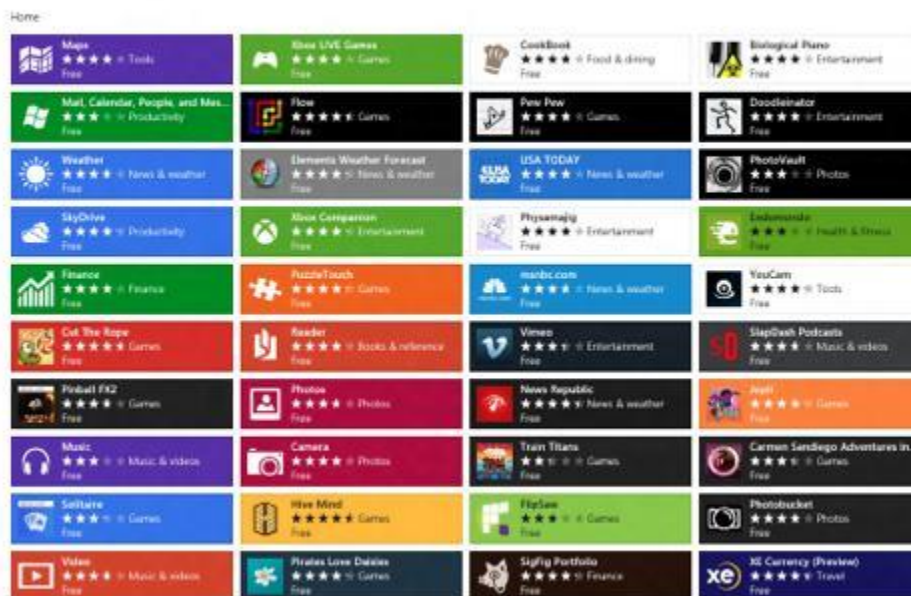 Home
Maps
Tools
Free
Mail, Calendar, People, and Mes...
Productivity
Free
Weather
News & weather
Free
SkyDrive
Productivity
Free
Finance
Finance
Free
Cut The Rope
Games
Free
Pinball FX2
Games
Free
Music
Music & videos
Free
Solitaire
Games
Free
Video
Music & videos
Free
Xbox LIVE Games
Games
Free
Flow
Games
Free
Elements Weather Forecast
News & weather
Free
Xbox Companion
Entertainment
Free
PuzzleTouch
Games
Free
Reader
Books & reference
Free
Photos
Photos
Free
Camera
Photos
Free
Hive Mind
Games
Free
Pirates Love Daisies
Games
Free
CookBook
Food & dining
Free
Pew Pew
Games
Free
USA TODAY
USA TODAY
News & weather
Free
Physamajig
Entertainment
Free
msnbc.com
News & weather
Free
Vimeo
Entertainment
Free
News Republic
News & weather
Free
Train Titans
Games
Free
FlipSaw
Games
Free
SigFig Portfolio
Finance
Free
Biological Piano
Entertainment
Free
Doodleinator
Entertainment
Free
PhotoVault
Photos
Free
Endomondo
Health & fitness
Free
YouCam
Tools
Free
SlapDash Podcasts
Music & videos
Free
Games
Free
Carmen Sandiego Adventures in...
Games
Free
Photobucket
Photos
Free
xe
XE Currency (Preview)
Travel
Free